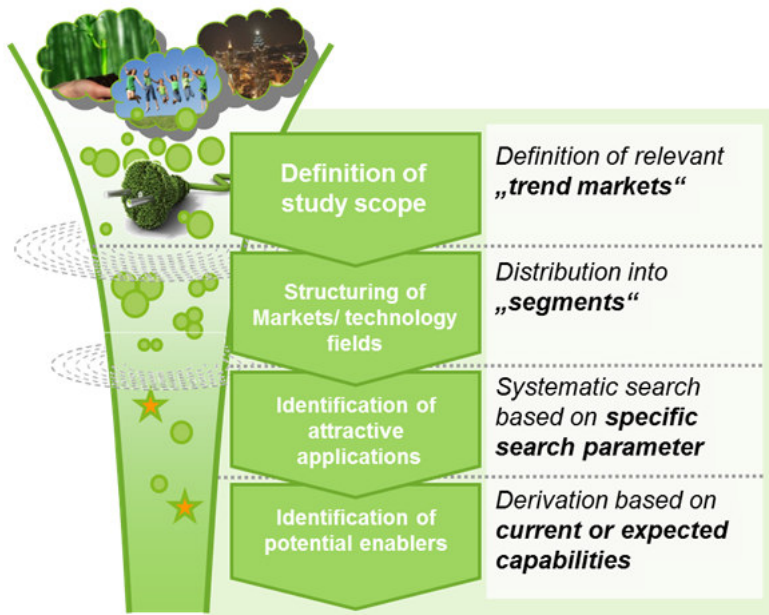 Definition of
study scope
Definition of relevant
„trend markets“
Structuring of
Markets/ technology
fields
Distribution into
„segments“
Identification of
attractive
applications
Systematic search
based on specific
search parameter
Identification of
potential enablers
Derivation based on
current or expected
capabilities